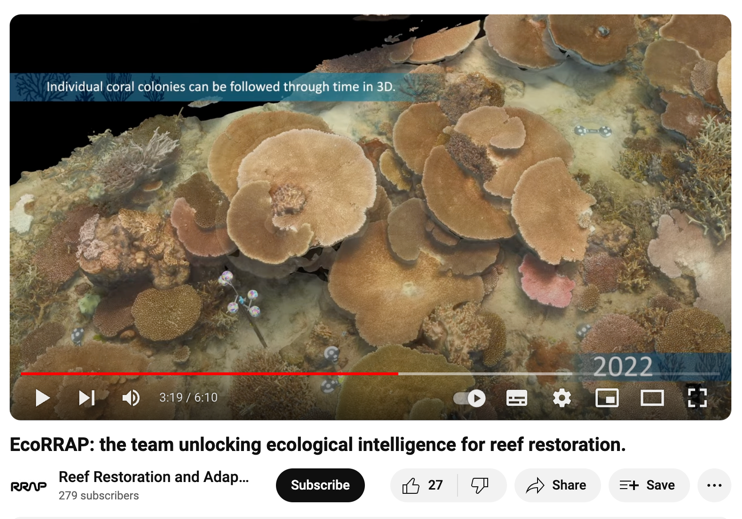 Individual coral colonies can be followed through time in 3D.
2022
3:19 / 6:10
EcoRRAP: the team unlocking ecological intelligence for reef restoration.
RRAP
Reef Restoration and Adap...
279 subscribers
Subscribe
27
Share
Save